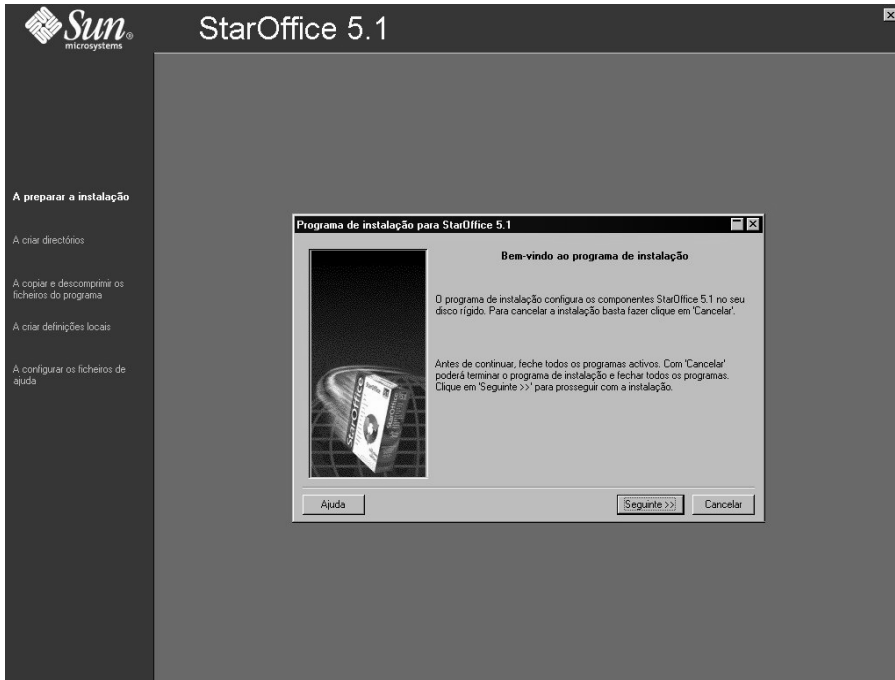 Sun®
microsystems
StarOffice 5.1
A preparar a instalação
A criar directórios
A copiar e descomprimir os
ficheiros do programa
A criar definições locais
A configurar os ficheiros de
ajuda
Programa de instalação para StarOffice 5.1
Bem-vindo ao programa de instalação
O programa de instalação configura os componentes StarOffice 5.1 no seu
disco rígido. Para cancelar a instalação basta fazer clique em 'Cancelar'.
Antes de continuar, feche todos os programas activos. Com 'Cancelar'
poderá terminar o programa de instalação e fechar todos os programas.
Clique em 'Seguinte >>' para prosseguir com a instalação.
StarOffice
StarOffice
Ajuda
Seguinte >>
Cancelar